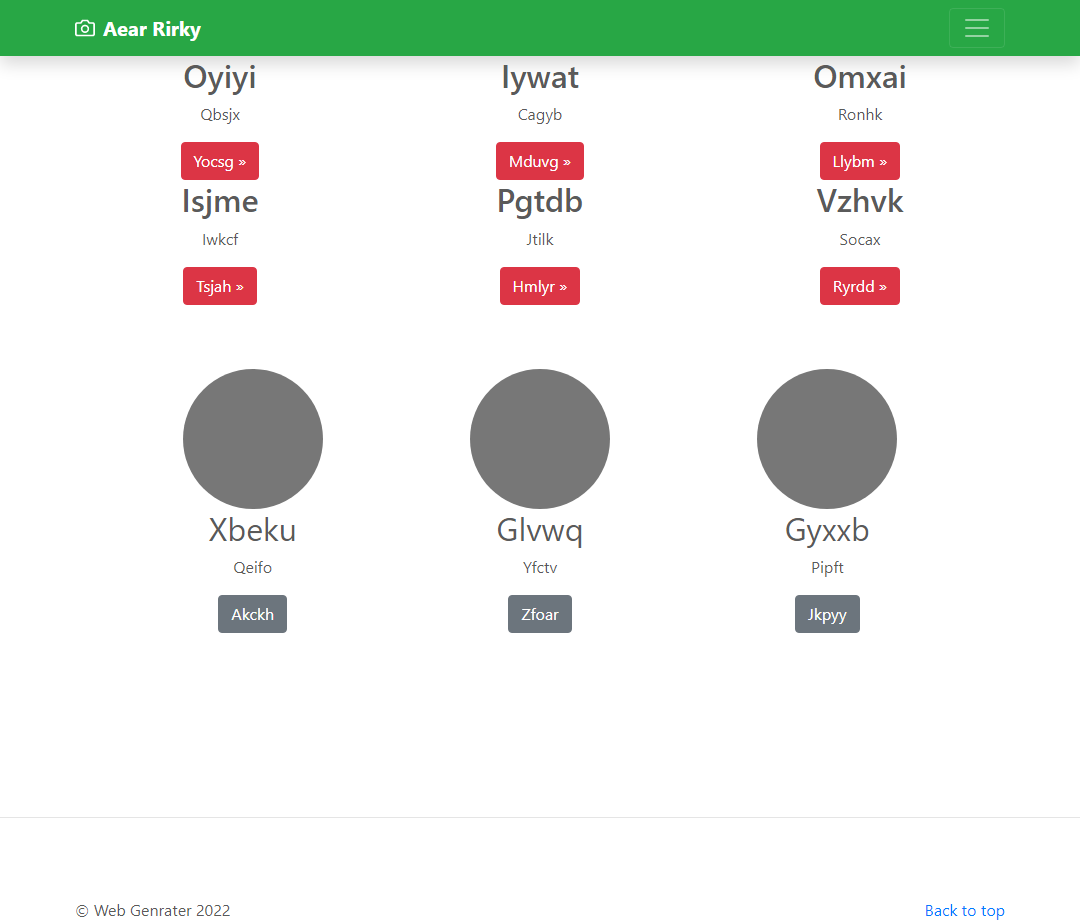 Aear Rirky
Oyiyi
Qbsjx
Yocsg »
Iywat
Cagyb
Mduvg »
Omxai
Ronhk
Llybm »
Isjme
Iwkcf
Tsjah »
Pgtdb
Jtilk
Hmlyr »
Vzhvk
Socax
Ryrdd »
Xbeku
Qeifo
Akckh
Glvwq
Yfctv
Zfoar
Gyxxb
Pipft
Jkpyy
© Web Genrater 2022
Back to top